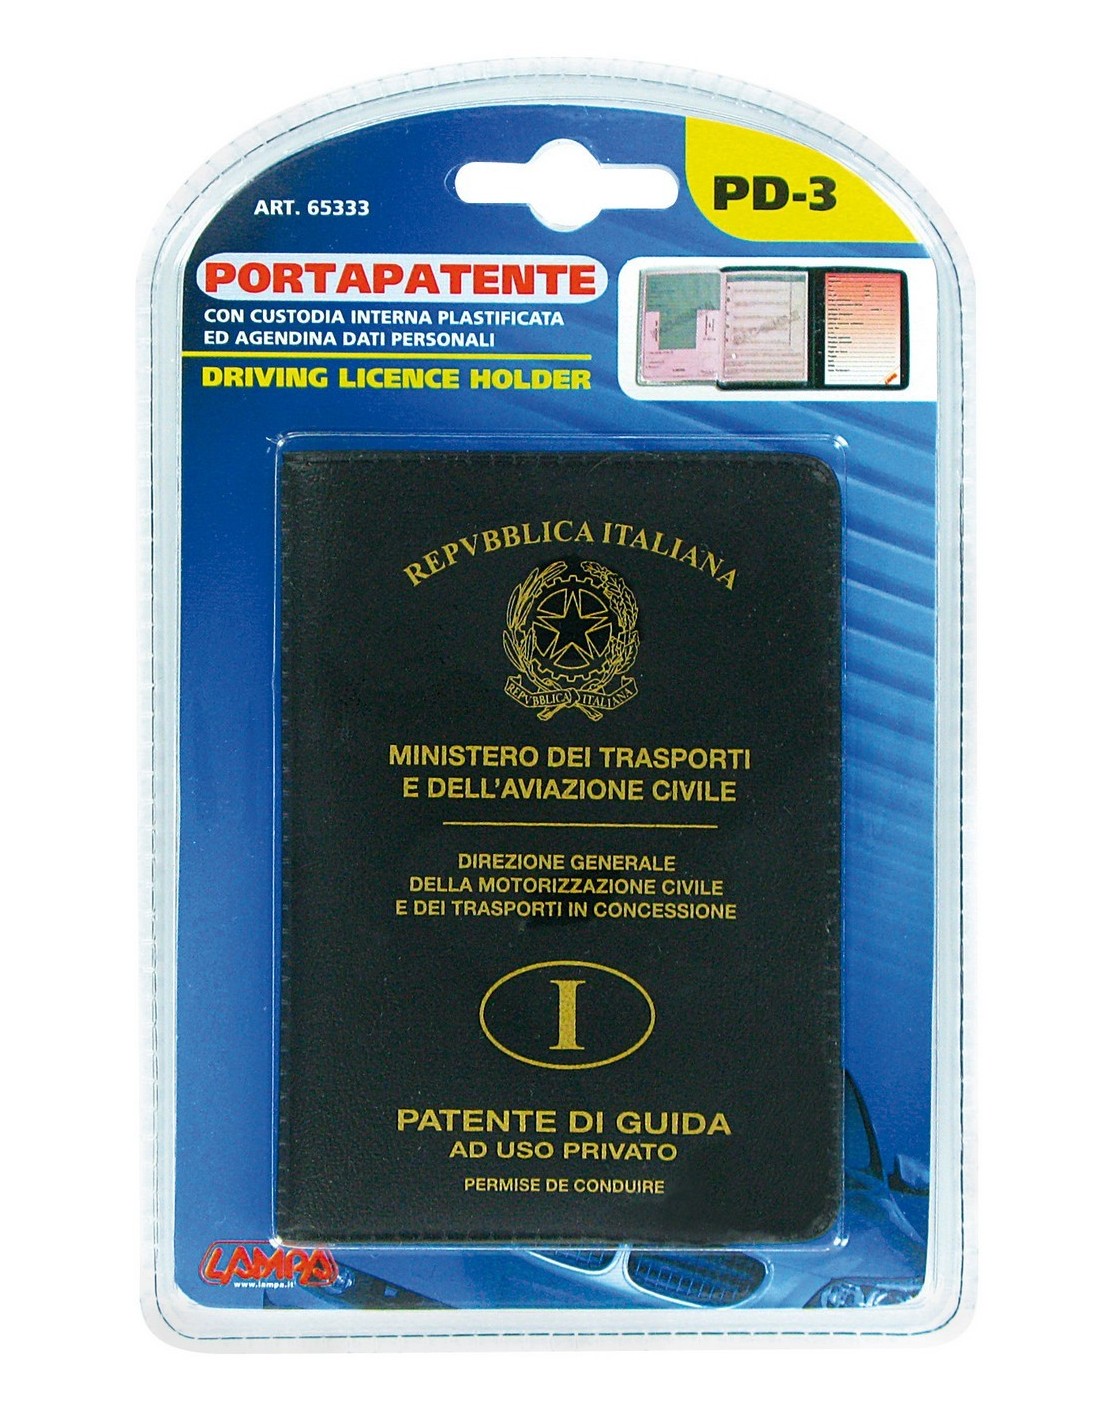 ART. 65333
PD-3
PORTAPATENTE
CON CUSTODIA INTERNA PLASTIFICATA
ED AGENDINA DATI PERSONALI
DRIVING LICENCE HOLDER
REPVBBLICA ITALIANA
REPVBBLICA ITALIANA
MINISTERO DEI TRASPORTI
E DELL'AVIAZIONE CIVILE
DIREZIONE GENERALE
DELLA MOTORIZZAZIONE CIVILE
E DEI TRASPORTI IN CONCESSIONE
I
PATENTE DI GUIDA
AD USO PRIVATO
PERMISE DE CONDUIRE
LAMPA
www.lampa.it